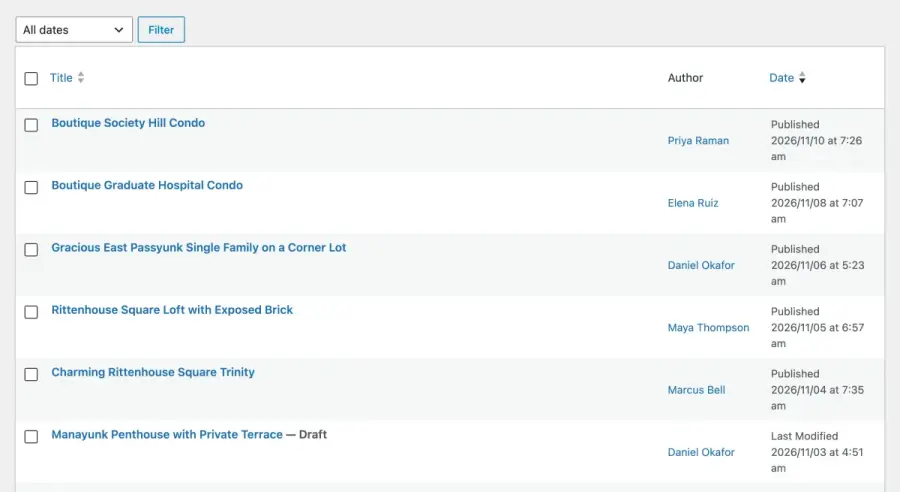 All dates Filter
Title Author Date
Boutique Society Hill Condo
Priya Raman
Published
2026/11/10 at 7:26
am
Boutique Graduate Hospital Condo
Elena Ruiz
Published
2026/11/08 at 7:07
am
Gracious East Passyunk Single Family on a Corner Lot
Daniel Okafor
Published
2026/11/06 at 5:23
am
Rittenhouse Square Loft with Exposed Brick
Maya Thompson
Published
2026/11/05 at 6:57
am
Charming Rittenhouse Square Trinity
Marcus Bell
Published
2026/11/04 at 7:35
am
Manayunk Penthouse with Private Terrace — Draft
Daniel Okafor
Last Modified
2026/11/03 at 4:51
am